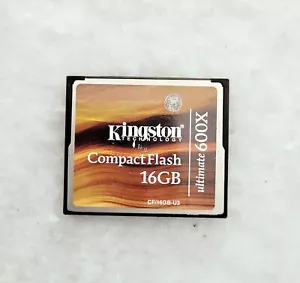 Kingston
TECHNOLOGY
CompactFlash
16GB
ultimate 600X
CF/16GB-U3